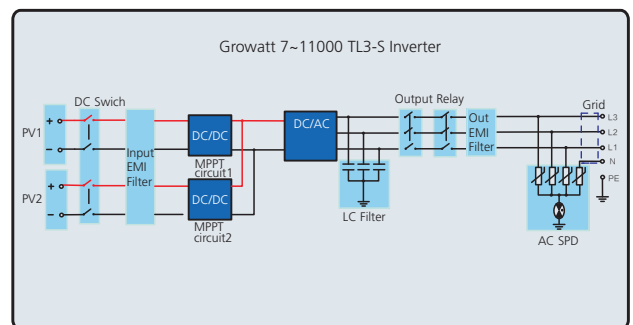 Growatt 7~11000 TL3-S Inverter
DC Swich
Output Relay
Grid
PV1
+
−
Input
EMI
Filter
DC/DC
MPPT
circuit1
DC/AC
Out
EMI
Filter
L3
L2
L1
N
PE
PV2
+
−
DC/DC
MPPT
circuit2
LC Filter
AC SPD